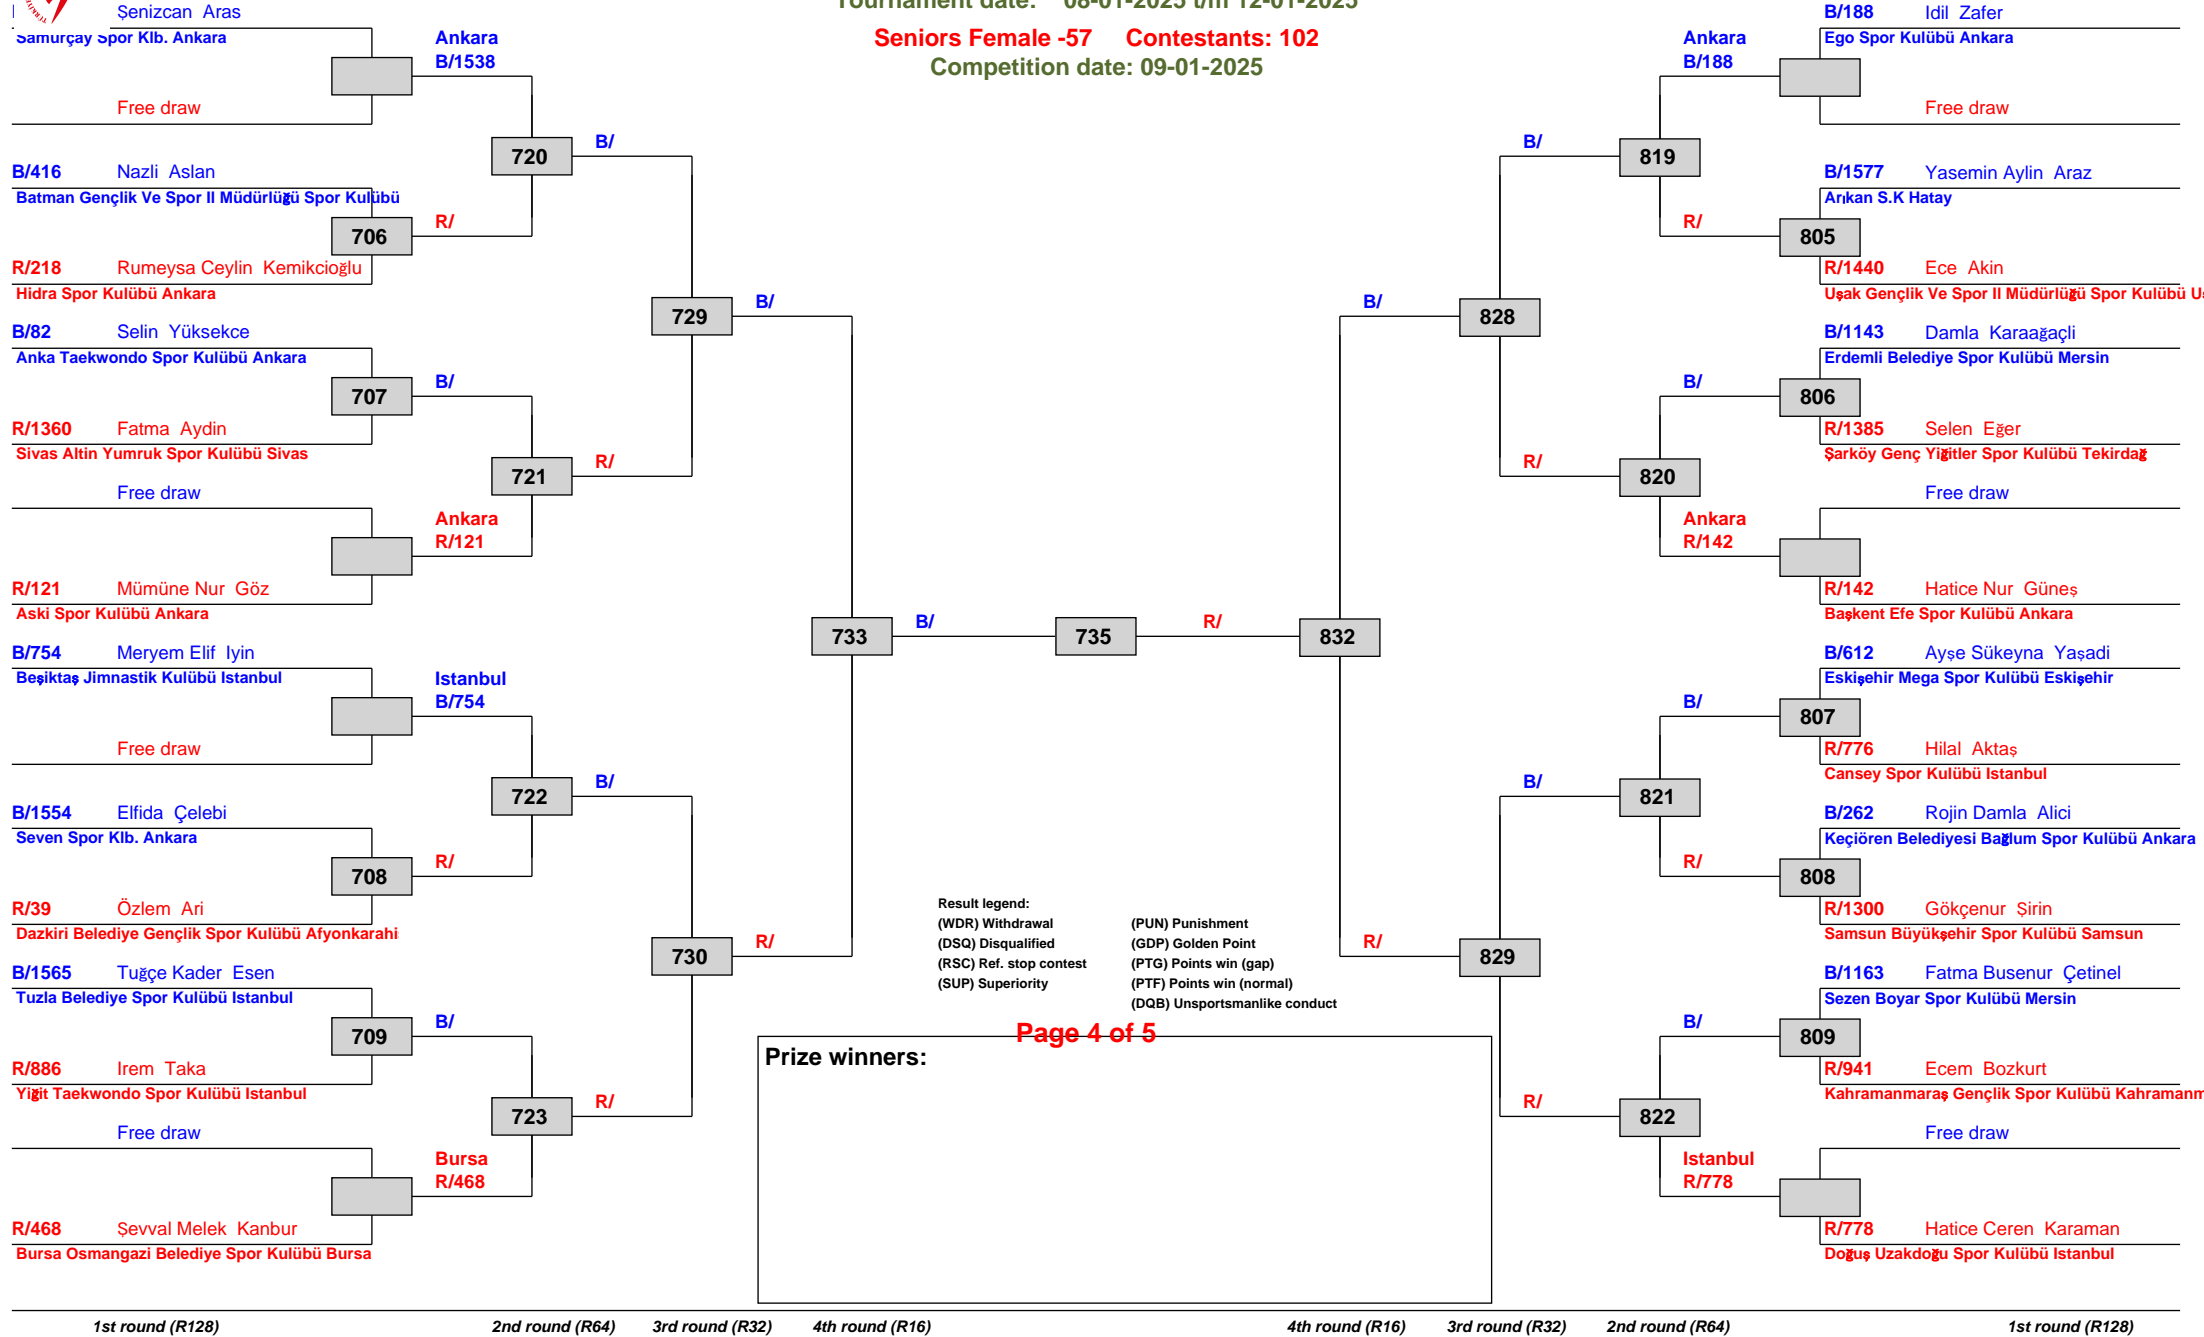 Tournament date: 08-01-2025 t/m 12-01-2025
Seniors Female -57 Contestants: 102
Competition date: 09-01-2025
Şenizcan Aras
Samurçay Spor Klb. Ankara
Free draw
Ankara
B/1538
B/416 Nazli Aslan
Batman Gençlik Ve Spor Il Müdürlüğü Spor Kulübü
706
R/218 Rumeysa Ceylin Kemikcioğlu
Hidra Spor Kulübü Ankara
R/
720
B/
B/82 Selin Yüksekce
Anka Taekwondo Spor Kulübü Ankara
707
R/1360 Fatma Aydin
Sivas Altin Yumruk Spor Kulübü Sivas
B/
Free draw
R/121 Mümüne Nur Göz
Aski Spor Kulübü Ankara
Ankara
R/121
721
R/
729
B/
B/754 Meryem Elif Iyin
Beşiktaş Jimnastik Kulübü Istanbul
Free draw
Istanbul
B/754
B/1554 Elfida Çelebi
Seven Spor Klb. Ankara
708
R/39 Özlem Ari
Dazkiri Belediye Gençlik Spor Kulübü Afyonkarahi
R/
722
B/
B/1565 Tuğçe Kader Esen
Tuzla Belediye Spor Kulübü Istanbul
709
R/886 Irem Taka
Yiğit Taekwondo Spor Kulübü Istanbul
B/
Free draw
R/468 Şevval Melek Kanbur
Bursa Osmangazi Belediye Spor Kulübü Bursa
Bursa
R/468
723
R/
730
R/
733
B/
735
R/
832
B/188 Idil Zafer
Ego Spor Kulübü Ankara
Free draw
Ankara
B/188
B/1577 Yasemin Aylin Araz
Arıkan S.K Hatay
805
R/1440 Ece Akin
Uşak Gençlik Ve Spor Il Müdürlüğü Spor Kulübü Uş
R/
819
B/
B/1143 Damla Karaağaçli
Erdemli Belediye Spor Kulübü Mersin
806
R/1385 Selen Eğer
Şarköy Genç Yiğitler Spor Kulübü Tekirdağ
B/
Free draw
R/142 Hatice Nur Güneş
Başkent Efe Spor Kulübü Ankara
Ankara
R/142
820
R/
828
B/
B/612 Ayşe Sükeyna Yaşadi
Eskişehir Mega Spor Kulübü Eskişehir
807
R/776 Hilal Aktaş
Cansey Spor Kulübü Istanbul
B/
B/262 Rojin Damla Alici
Keçiören Belediyesi Bağlum Spor Kulübü Ankara
808
R/1300 Gökçenur Şirin
Samsun Büyükşehir Spor Kulübü Samsun
R/
821
B/
B/1163 Fatma Busenur Çetinel
Sezen Boyar Spor Kulübü Mersin
809
R/941 Ecem Bozkurt
Kahramanmaraş Gençlik Spor Kulübü Kahramanm
B/
Free draw
R/778 Hatice Ceren Karaman
Doğuş Uzakdoğu Spor Kulübü Istanbul
Istanbul
R/778
822
R/
829
R/
Result legend:
(WDR) Withdrawal (PUN) Punishment
(DSQ) Disqualified (GDP) Golden Point
(RSC) Ref. stop contest (PTG) Points win (gap)
(SUP) Superiority (PTF) Points win (normal)
(DQB) Unsportsmanlike conduct
Page 4 of 5
Prize winners:
1st round (R128) 2nd round (R64) 3rd round (R32) 4th round (R16) 4th round (R16) 3rd round (R32) 2nd round (R64) 1st round (R128)